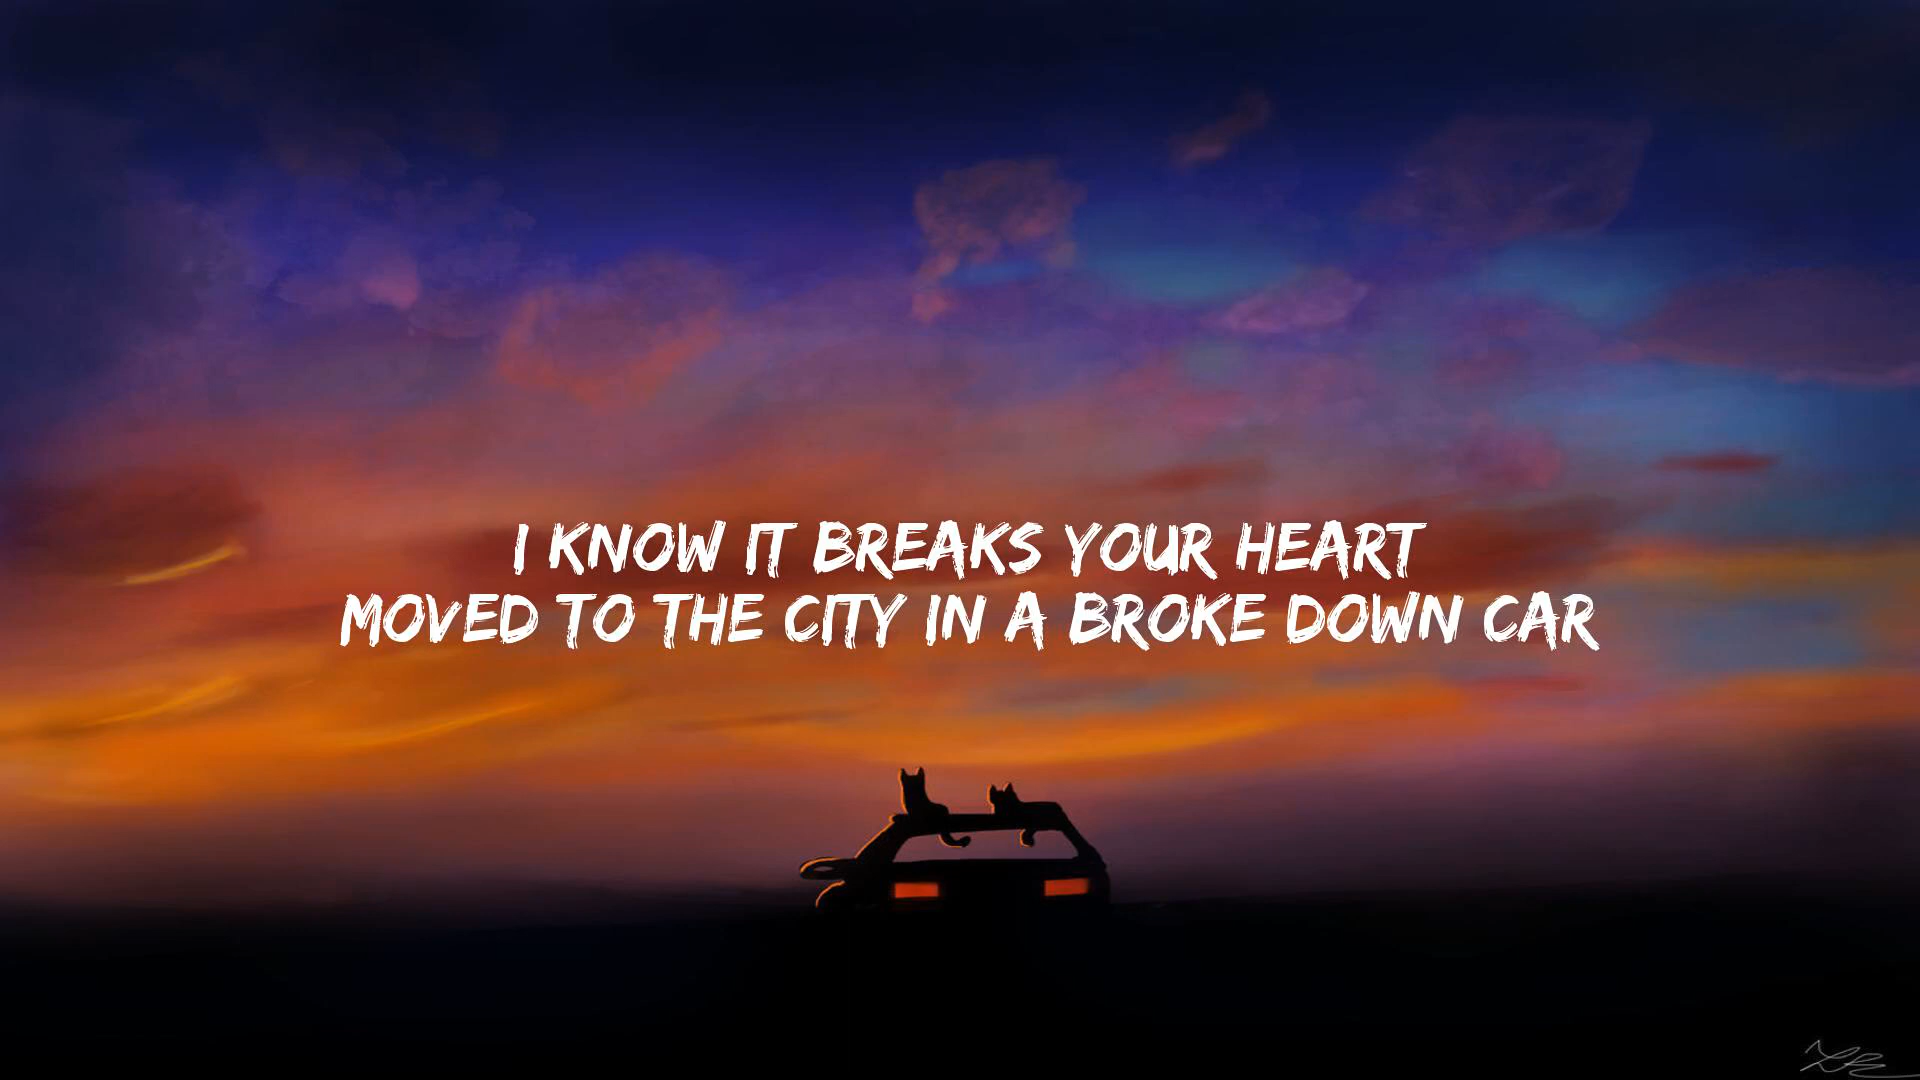 I KNOW IT BREAKS YOUR HEART
MOVED TO THE CITY IN A BROKE DOWN CAR